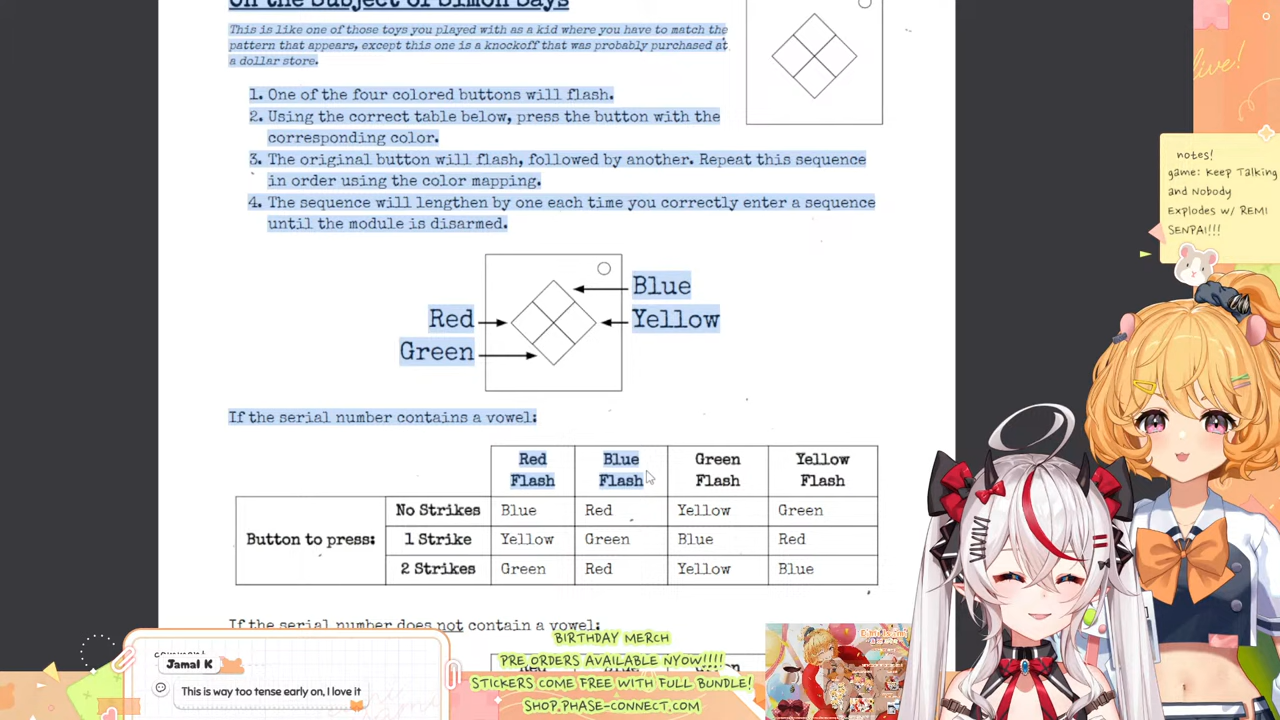 On the Subject of Simon Says
This is like one of those toys you played with as a kid where you have to match the
pattern that appears, except this one is a knockoff that was probably purchased at
a dollar store.
1. One of the four colored buttons will flash.
2. Using the correct table below, press the button with the
corresponding color.
3. The original button will flash, followed by another. Repeat this sequence
in order using the color mapping.
4. The sequence will lengthen by one each time you correctly enter a sequence
until the module is disarmed.
Blue
Red
Yellow
Green
If the serial number contains a vowel:
Red Blue Green Yellow
Flash Flash Flash Flash
No Strikes Blue Red Yellow Green
Button to press: 1 Strike Yellow Green Blue Red
2 Strikes Green Red Yellow Blue
If the serial number does not contain a vowel:
live!
notes!
game: Keep Talking
and Nobody
Explodes w/ REMI
SENPAI!!!
Jamal K
This is way too tense early on, I love it
BIRTHDAY MERCH
PRE ORDERS AVAILABLE NYOW!!!!
STICKERS COME FREE WITH FULL BUNDLE!
SHOP.PHASE-CONNECT.COM